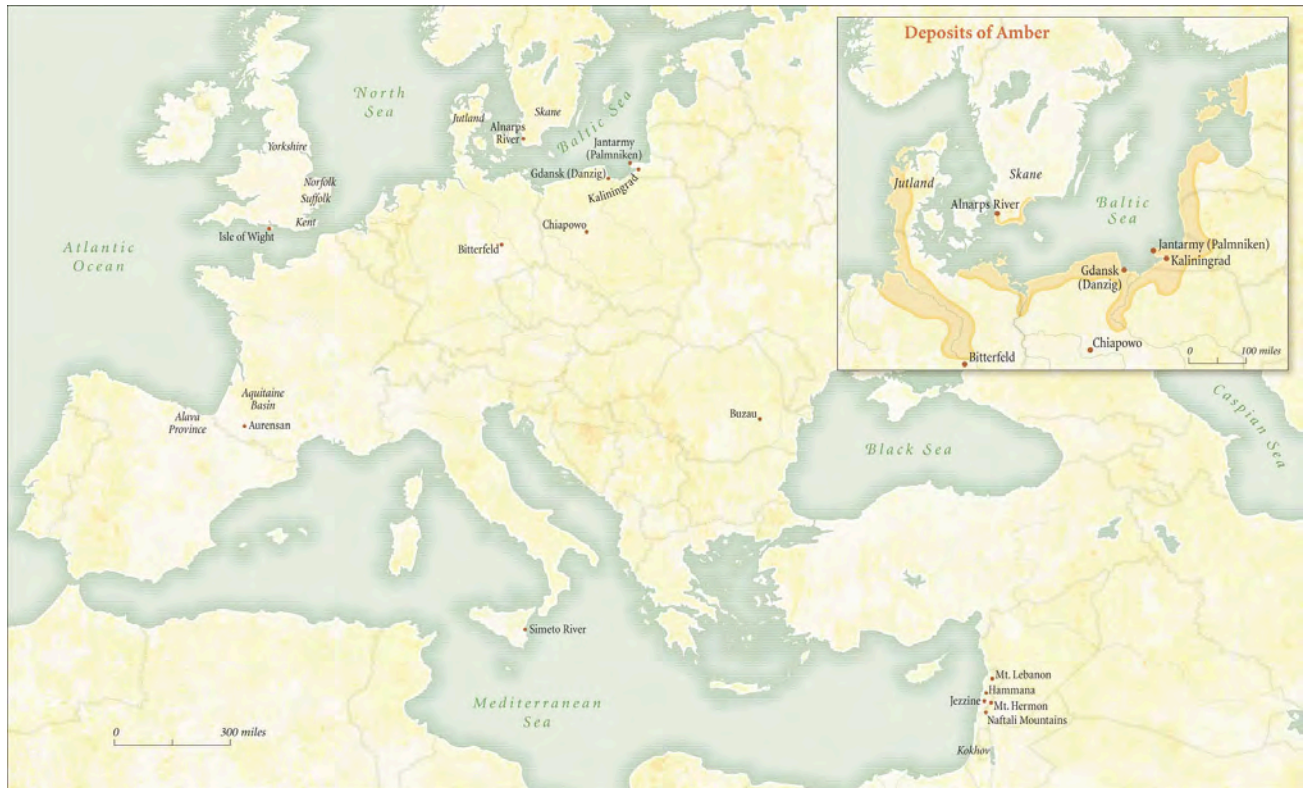 North
Sea
Baltic Sea
Jutland
Skane
Alnarps
River
Jantarmy
(Palmniken)
Gdansk (Danzig)
Kaliningrad
Yorkshire
Norfolk
Suffolk
Kent
Isle of Wight
Chiapowo
Bitterfeld
Atlantic
Ocean
Aquitaine
Basin
Alava
Province
Aurensan
Buzau
Black Sea
Caspian Sea
Simeto River
Mediterranean
Sea
Mt. Lebanon
Hammana
Jezzine
Mt. Hermon
Naftali Mountains
Kokhov
0 300 miles
Deposits of Amber
Jutland
Skane
Alnarps River
Baltic
Sea
Jantarmy (Palmniken)
Kaliningrad
Gdansk
(Danzig)
Chiapowo
Bitterfeld
0 100 miles